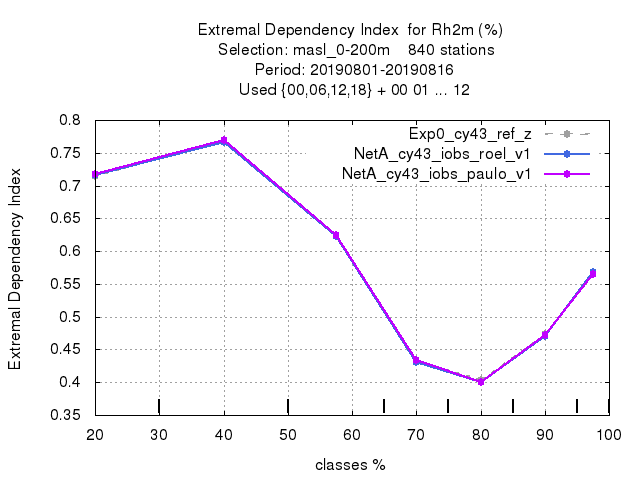 Extremal Dependency Index  for Rh2m (%)
Selection: masl_0-200m    840 stations
Period: 20190801-20190816
Used {00,06,12,18} + 00 01 ... 12
Exp0_cy43_ref_z
NetA_cy43_iobs_roel_v1
NetA_cy43_iobs_paulo_v1
Extremal Dependency Index
0.8
0.75
0.7
0.65
0.6
0.55
0.5
0.45
0.4
0.35
20 30 40 50 60 70 80 90 100
classes %